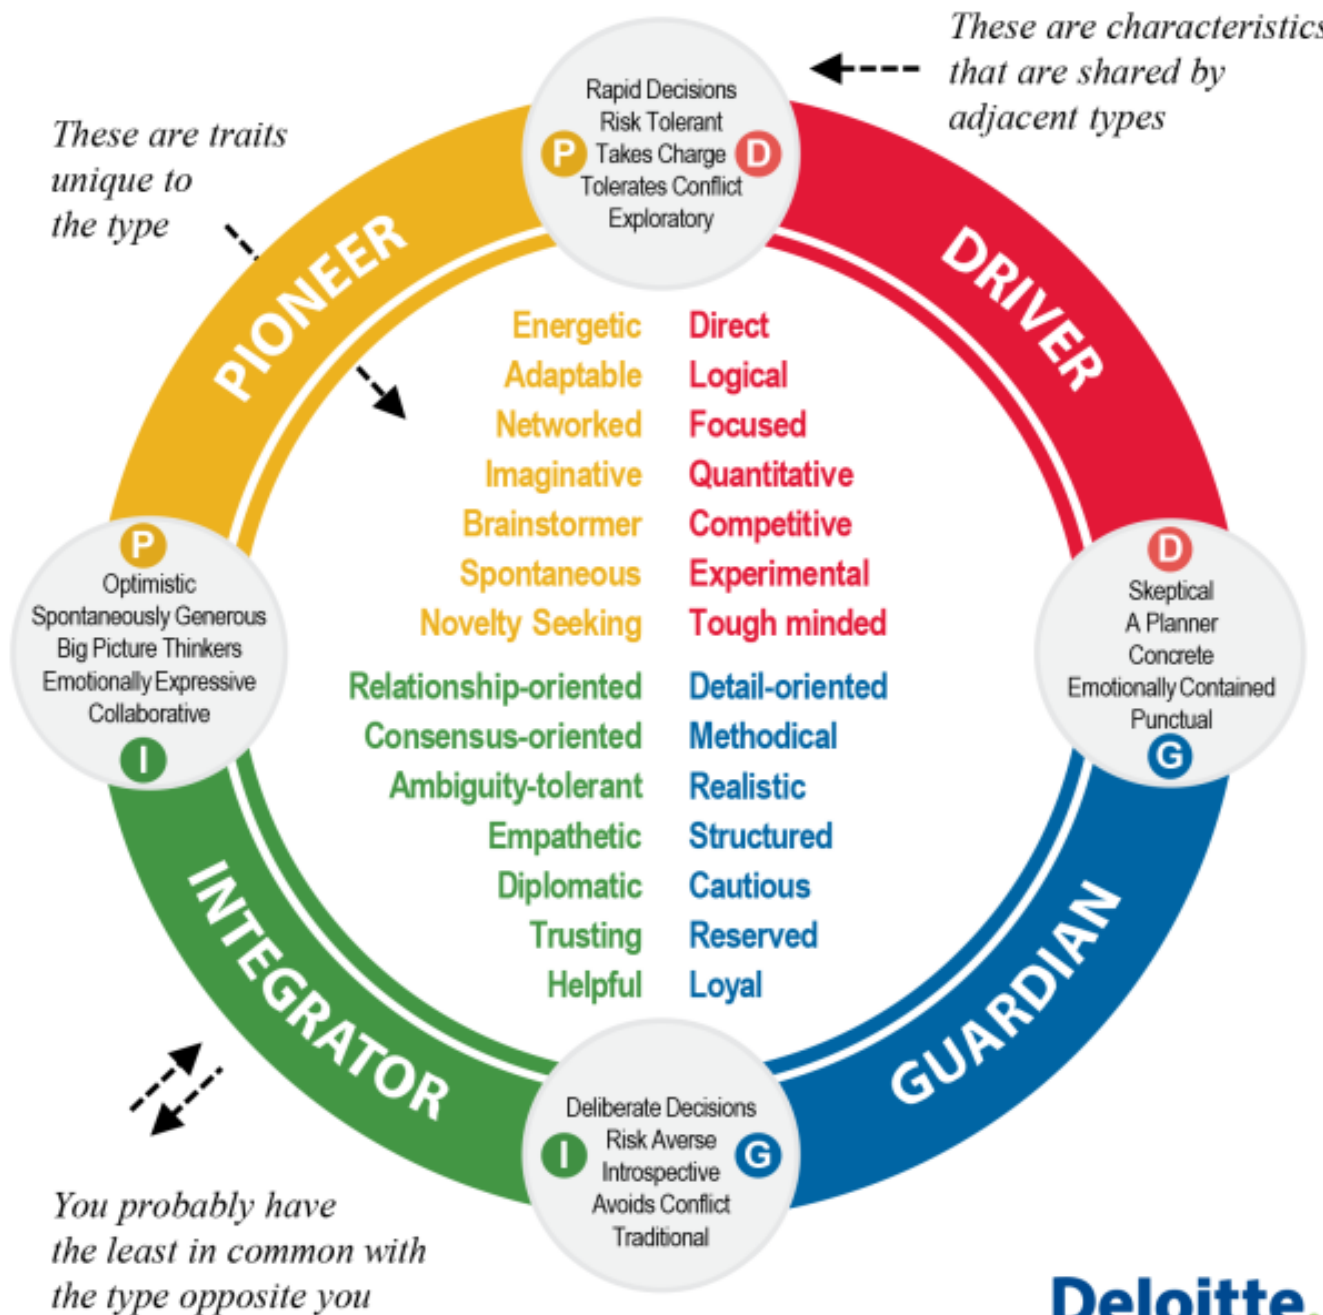 These are characteristics
that are shared by
adjacent types
These are traits
unique to
the type
Rapid Decisions
Risk Tolerant
P Takes Charge D
Tolerates Conflict
Exploratory
PIONEER
DRIVER
Energetic Direct
Adaptable Logical
Networked Focused
Imaginative Quantitative
Brainstormer Competitive
Spontaneous Experimental
Novelty Seeking Tough minded
P
Optimistic
Spontaneously Generous
Big Picture Thinkers
Emotionally Expressive
Collaborative
I
D
Skeptical
A Planner
Concrete
Emotionally Contained
Punctual
G
Relationship-oriented Detail-oriented
Consensus-oriented Methodical
Ambiguity-tolerant Realistic
Empathetic Structured
Diplomatic Cautious
Trusting Reserved
Helpful Loyal
INTEGRATOR
GUARDIAN
Deliberate Decisions
Risk Averse
I Introspective G
Avoids Conflict
Traditional
You probably have
the least in common with
the type opposite you
Deloitte.